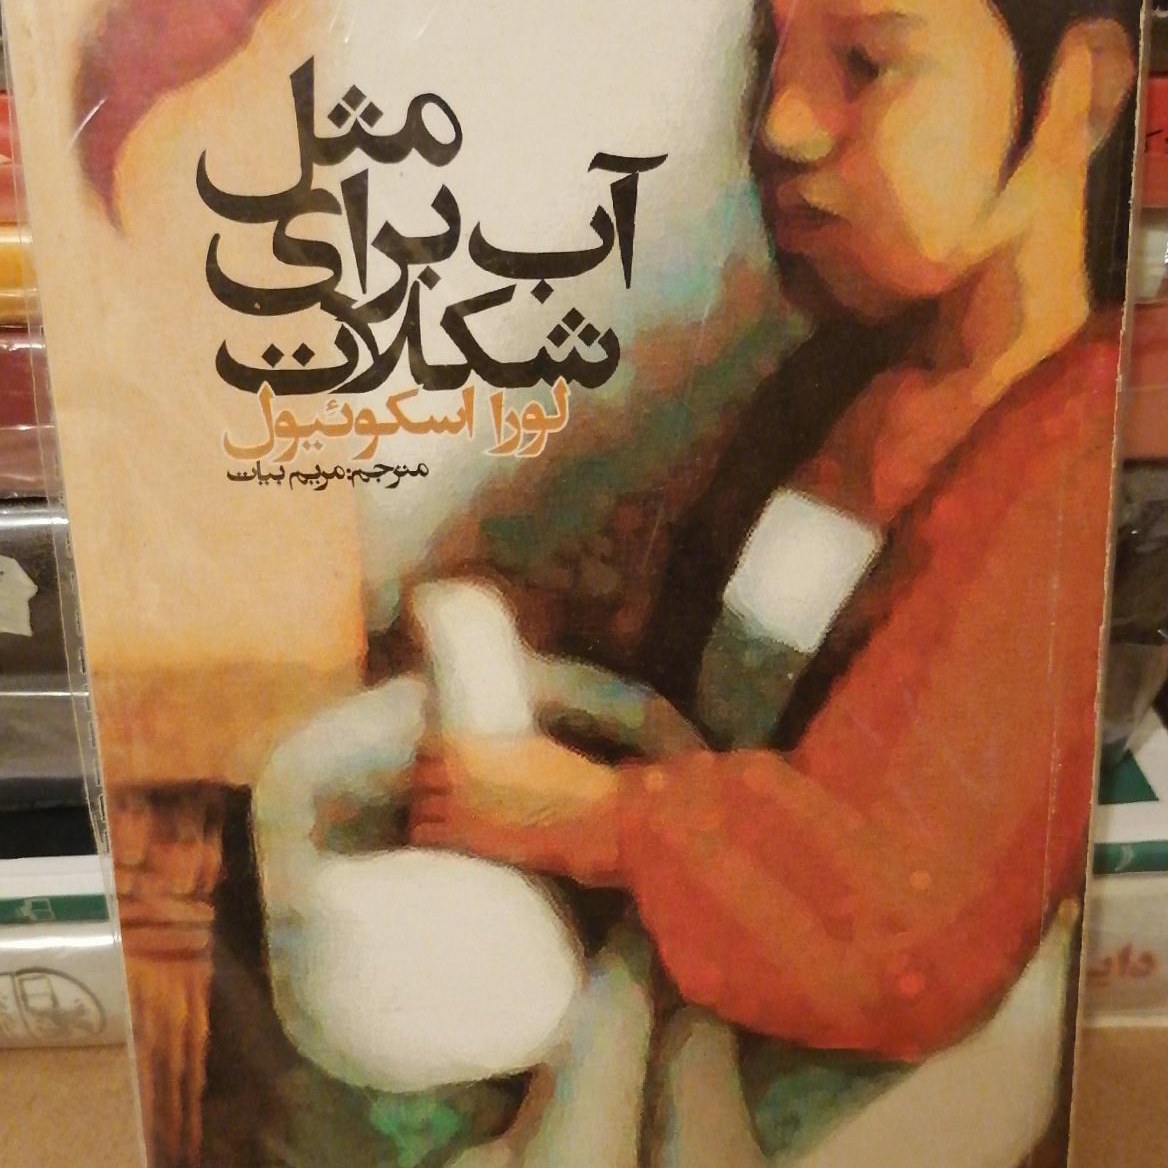 مثل
آب برای
شکلات
لورا اسکوئیول
مترجم: مریم بیات